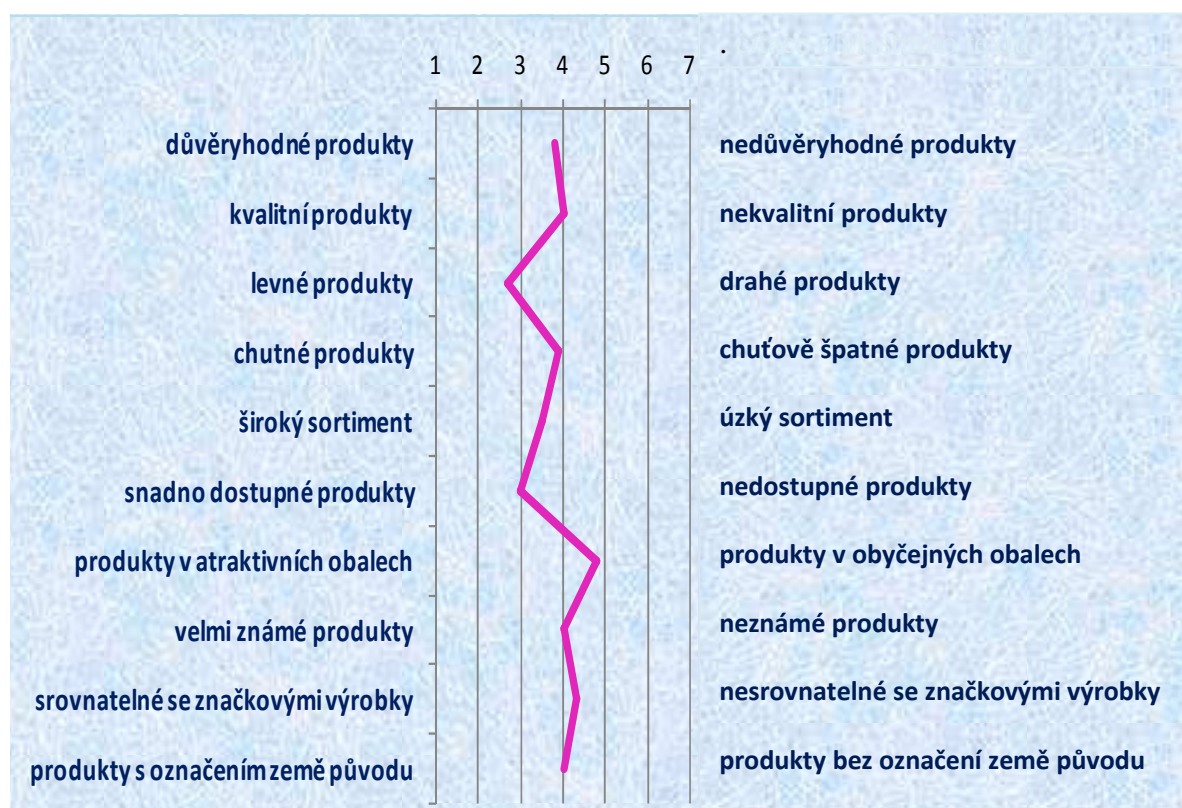 .
1 2 3 4 5 6 7
důvěryhodné produkty nedůvěryhodné produkty
kvalitní produkty nekvalitní produkty
levné produkty drahé produkty
chutné produkty chuťově špatné produkty
široký sortiment úzký sortiment
snadno dostupné produkty nedostupné produkty
produkty v atraktivních obalech produkty v obyčejných obalech
velmi známé produkty neznámé produkty
srovnatelné se značkovými výrobky nesrovnatelné se značkovými výrobky
produkty s označením země původu produkty bez označení země původu